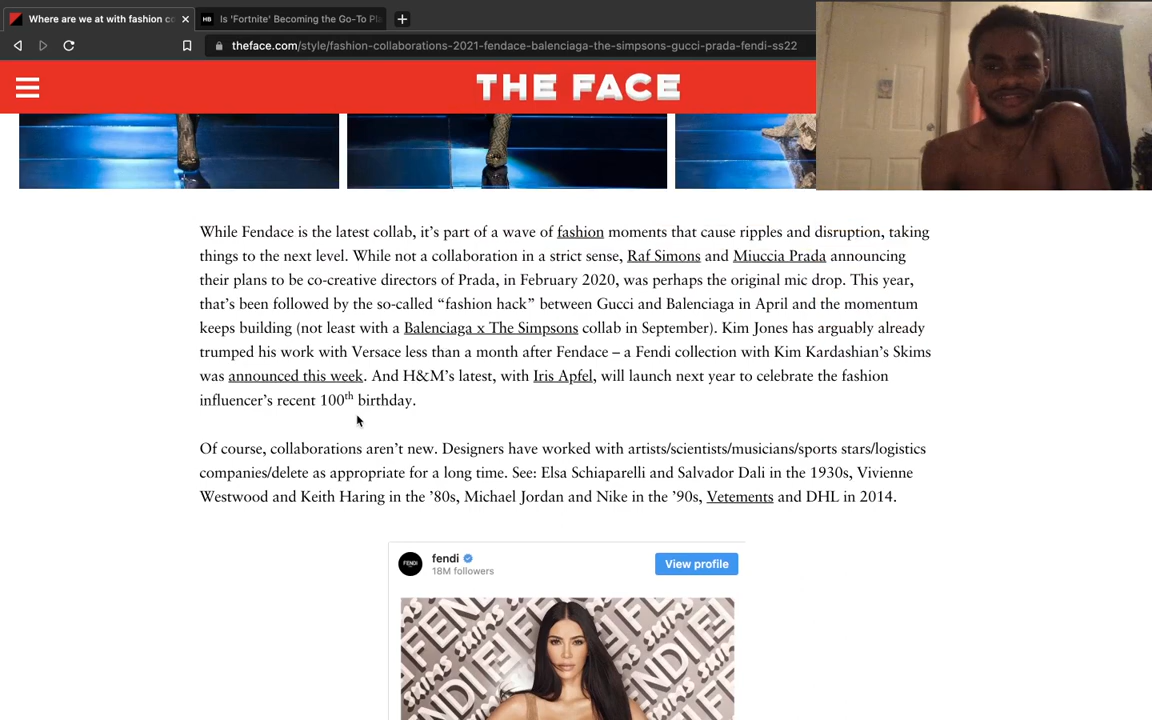 Where are we at with fashion co
HB Is 'Fortnite' Becoming the Go-To Pla
theface.com/style/fashion-collaborations-2021-fendace-balenciaga-the-simpsons-gucci-prada-fendi-ss22
THE FACE
While Fendace is the latest collab, it’s part of a wave of fashion moments that cause ripples and disruption, taking
things to the next level. While not a collaboration in a strict sense, Raf Simons and Miuccia Prada announcing
their plans to be co-creative directors of Prada, in February 2020, was perhaps the original mic drop. This year,
that’s been followed by the so-called “fashion hack” between Gucci and Balenciaga in April and the momentum
keeps building (not least with a Balenciaga x The Simpsons collab in September). Kim Jones has arguably already
trumped his work with Versace less than a month after Fendace – a Fendi collection with Kim Kardashian’s Skims
was announced this week. And H&M’s latest, with Iris Apfel, will launch next year to celebrate the fashion
influencer’s recent 100th birthday.
Of course, collaborations aren’t new. Designers have worked with artists/scientists/musicians/sports stars/logistics
companies/delete as appropriate for a long time. See: Elsa Schiaparelli and Salvador Dali in the 1930s, Vivienne
Westwood and Keith Haring in the ’80s, Michael Jordan and Nike in the ’90s, Vetements and DHL in 2014.
FENDI
fendi
18M followers
View profile
FENDI